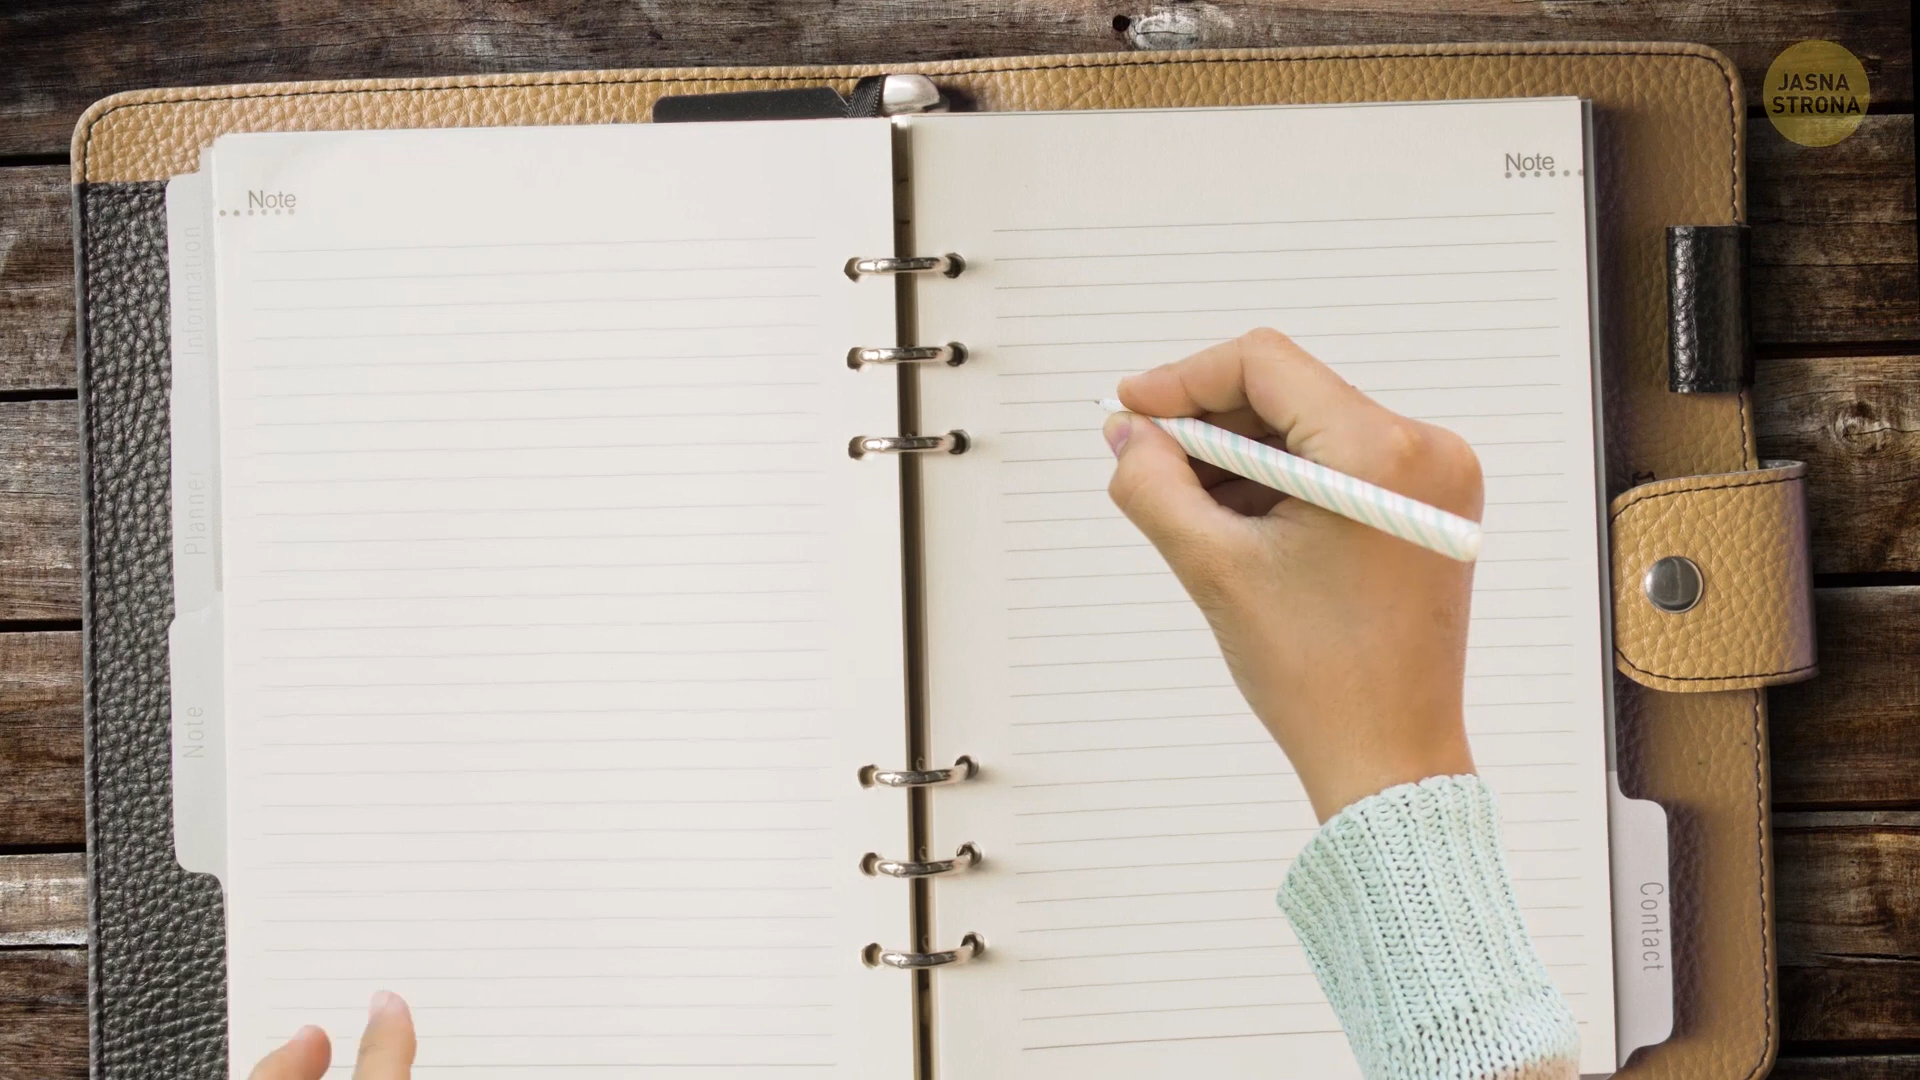 JASNA
STRONA
Note
Note
Information
Planner
Note
Contact